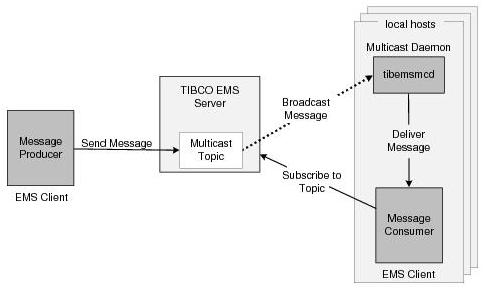 local hosts
Multicast Daemon
tibemsmcd
TIBCO EMS
Server
Broadcast
Message
Message
Producer
Send Message
Multicast
Topic
Deliver
Message
Subscribe to
Topic
EMS Client
Message
Consumer
EMS Client